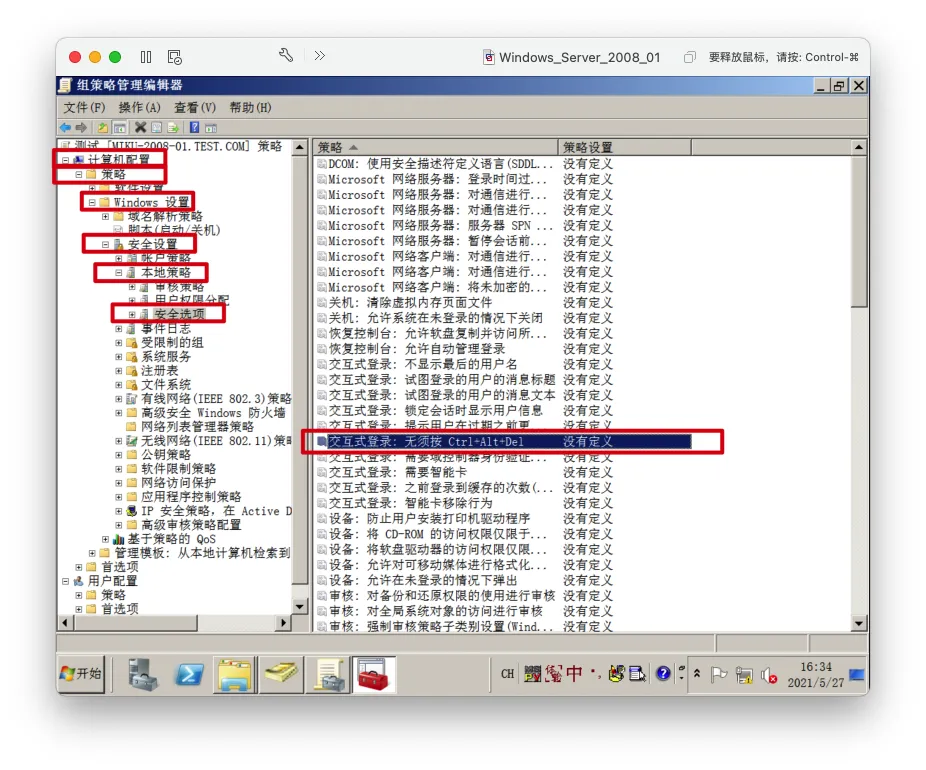 Windows_Server_2008_01
要释放鼠标，请按: Control-⌘
组策略管理编辑器
文件(F) 操作(A) 查看(V) 帮助(H)
测试 [MIKU-2008-01.TEST.COM] 策略
计算机配置
策略
软件设置
Windows 设置
域名解析策略
脚本(启动/关机)
安全设置
帐户策略
本地策略
审核策略
用户权限分配
安全选项
事件日志
受限制的组
系统服务
注册表
文件系统
有线网络(IEEE 802.3)策略
高级安全 Windows 防火墙
网络列表管理器策略
无线网络(IEEE 802.11)策略
公钥策略
软件限制策略
网络访问保护
应用程序控制策略
IP 安全策略，在 Active D
高级审核策略配置
基于策略的 QoS
管理模板: 从本地计算机检索到
首选项
用户配置
策略
首选项
策略 策略设置
DCOM: 使用安全描述符定义语言(SDDL... 没有定义
Microsoft 网络服务器: 登录时间过... 没有定义
Microsoft 网络服务器: 对通信进行... 没有定义
Microsoft 网络服务器: 对通信进行... 没有定义
Microsoft 网络服务器: 服务器 SPN ... 没有定义
Microsoft 网络服务器: 暂停会话前... 没有定义
Microsoft 网络客户端: 对通信进行... 没有定义
Microsoft 网络客户端: 对通信进行... 没有定义
Microsoft 网络客户端: 将未加密的... 没有定义
关机: 清除虚拟内存页面文件 没有定义
关机: 允许系统在未登录的情况下关闭 没有定义
恢复控制台: 允许软盘复制并访问所... 没有定义
恢复控制台: 允许自动管理登录 没有定义
交互式登录: 不显示最后的用户名 没有定义
交互式登录: 试图登录的用户的消息标题 没有定义
交互式登录: 试图登录的用户的消息文本 没有定义
交互式登录: 锁定会话时显示用户信息 没有定义
交互式登录: 提示用户在过期之前更... 没有定义
交互式登录: 无须按 Ctrl+Alt+Del 没有定义
交互式登录: 需要域控制器身份验证... 没有定义
交互式登录: 需要智能卡 没有定义
交互式登录: 之前登录到缓存的次数(... 没有定义
交互式登录: 智能卡移除行为 没有定义
设备: 防止用户安装打印机驱动程序 没有定义
设备: 将 CD-ROM 的访问权限仅限于... 没有定义
设备: 将软盘驱动器的访问权限仅限... 没有定义
设备: 允许对可移动媒体进行格式化... 没有定义
设备: 允许在未登录的情况下弹出 没有定义
审核: 对备份和还原权限的使用进行审核 没有定义
审核: 对全局系统对象的访问进行审核 没有定义
审核: 强制审核策略子类别设置(Wind... 没有定义
开始
CH
中
16:34
2021/5/27